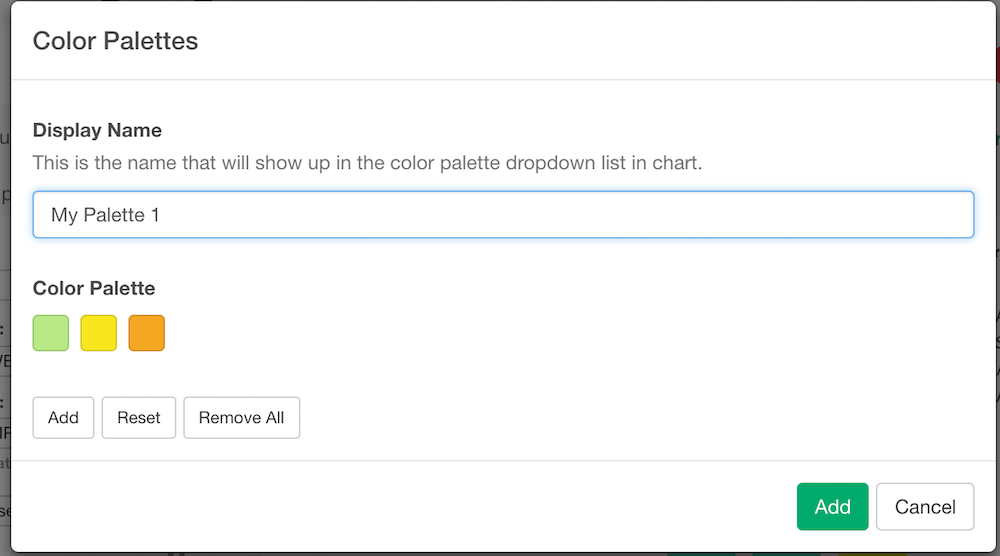 Color Palettes
Display Name
This is the name that will show up in the color palette dropdown list in chart.
My Palette 1
Color Palette
Add
Reset
Remove All
Add
Cancel